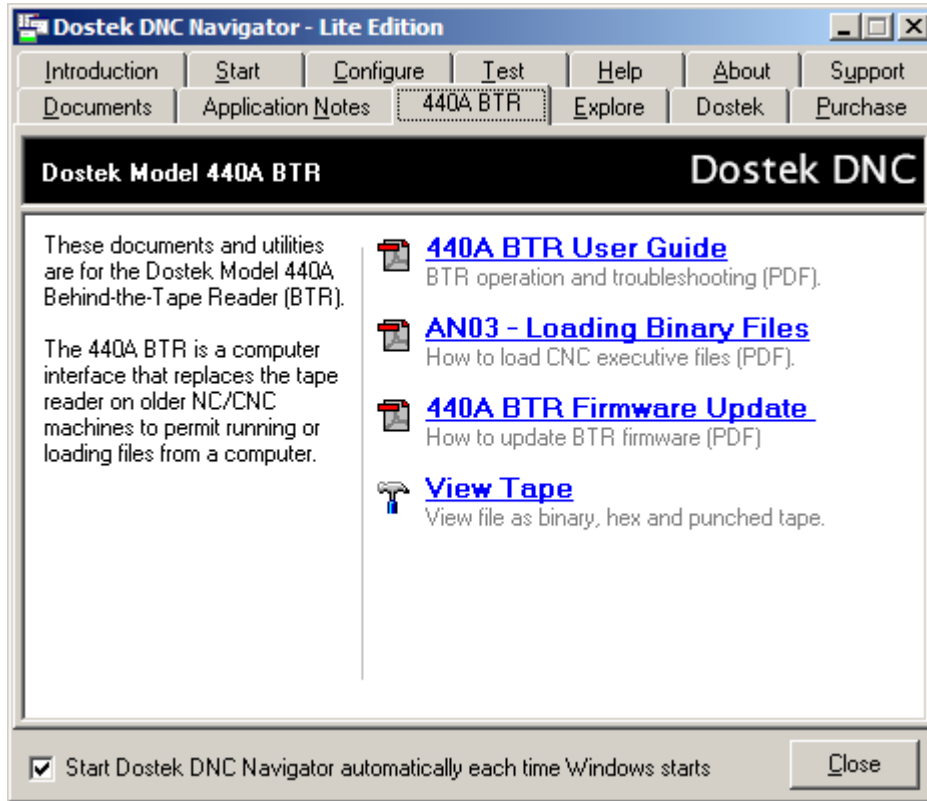 Dostek DNC Navigator - Lite Edition
Introduction Start Configure Test Help About Support
Documents Application Notes 440A BTR Explore Dostek Purchase
Dostek Model 440A BTR Dostek DNC
These documents and utilities
are for the Dostek Model 440A
Behind-the-Tape Reader (BTR).
The 440A BTR is a computer
interface that replaces the tape
reader on older NC/CNC
machines to permit running or
loading files from a computer.
440A BTR User Guide
BTR operation and troubleshooting (PDF).
AN03 - Loading Binary Files
How to load CNC executive files (PDF).
440A BTR Firmware Update
How to update BTR firmware (PDF)
View Tape
View file as binary, hex and punched tape.
Start Dostek DNC Navigator automatically each time Windows starts
Close